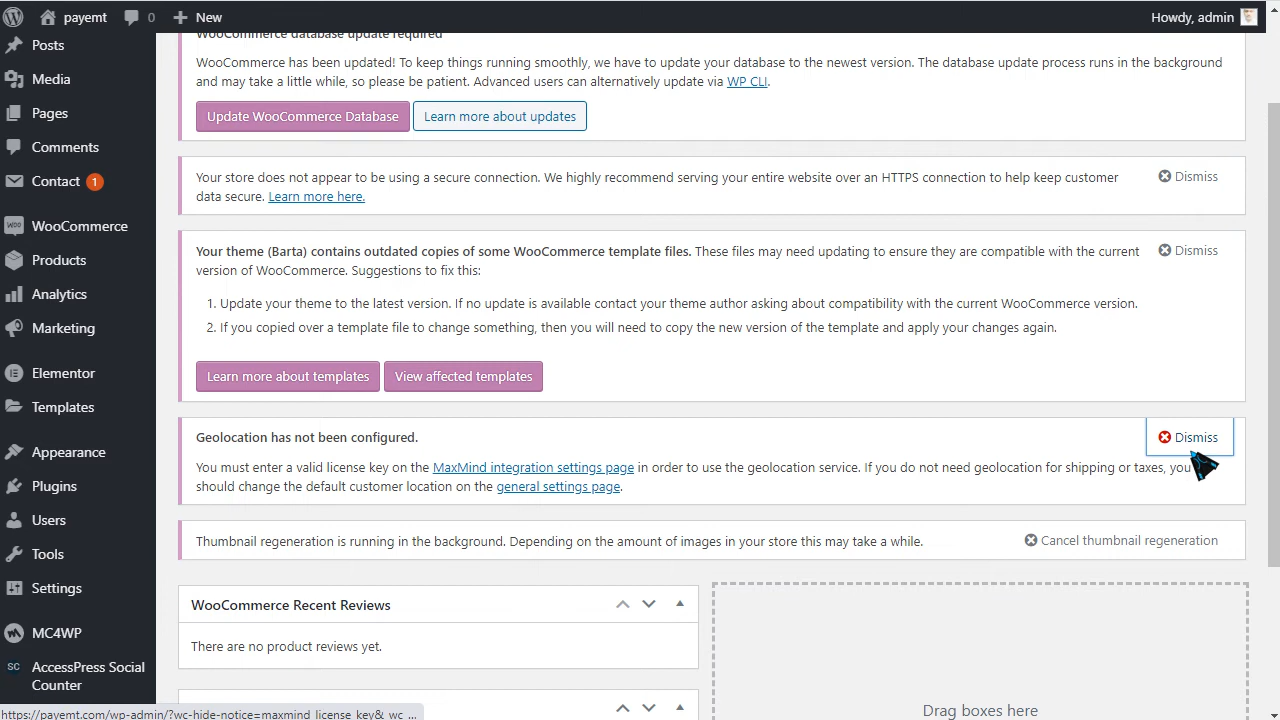 payemt
0
New
Howdy, admin
Posts
Media
Pages
Comments
Contact 1
WooCommerce
Products
Analytics
Marketing
Elementor
Templates
Appearance
Plugins
Users
Tools
Settings
MC4WP
AccessPress Social
Counter
WooCommerce database update required
WooCommerce has been updated! To keep things running smoothly, we have to update your database to the newest version. The database update process runs in the background
and may take a little while, so please be patient. Advanced users can alternatively update via WP CLI.
Update WooCommerce Database
Learn more about updates
Your store does not appear to be using a secure connection. We highly recommend serving your entire website over an HTTPS connection to help keep customer
data secure. Learn more here.
Dismiss
Your theme (Barta) contains outdated copies of some WooCommerce template files. These files may need updating to ensure they are compatible with the current
version of WooCommerce. Suggestions to fix this:
Dismiss
1. Update your theme to the latest version. If no update is available contact your theme author asking about compatibility with the current WooCommerce version.
2. If you copied over a template file to change something, then you will need to copy the new version of the template and apply your changes again.
Learn more about templates
View affected templates
Geolocation has not been configured.
Dismiss
You must enter a valid license key on the MaxMind integration settings page in order to use the geolocation service. If you do not need geolocation for shipping or taxes, you
should change the default customer location on the general settings page.
Thumbnail regeneration is running in the background. Depending on the amount of images in your store this may take a while.
Cancel thumbnail regeneration
WooCommerce Recent Reviews
There are no product reviews yet.
Drag boxes here
https://payemt.com/wp-admin/?wc-hide-notice=maxmind_license_key&_wc_...